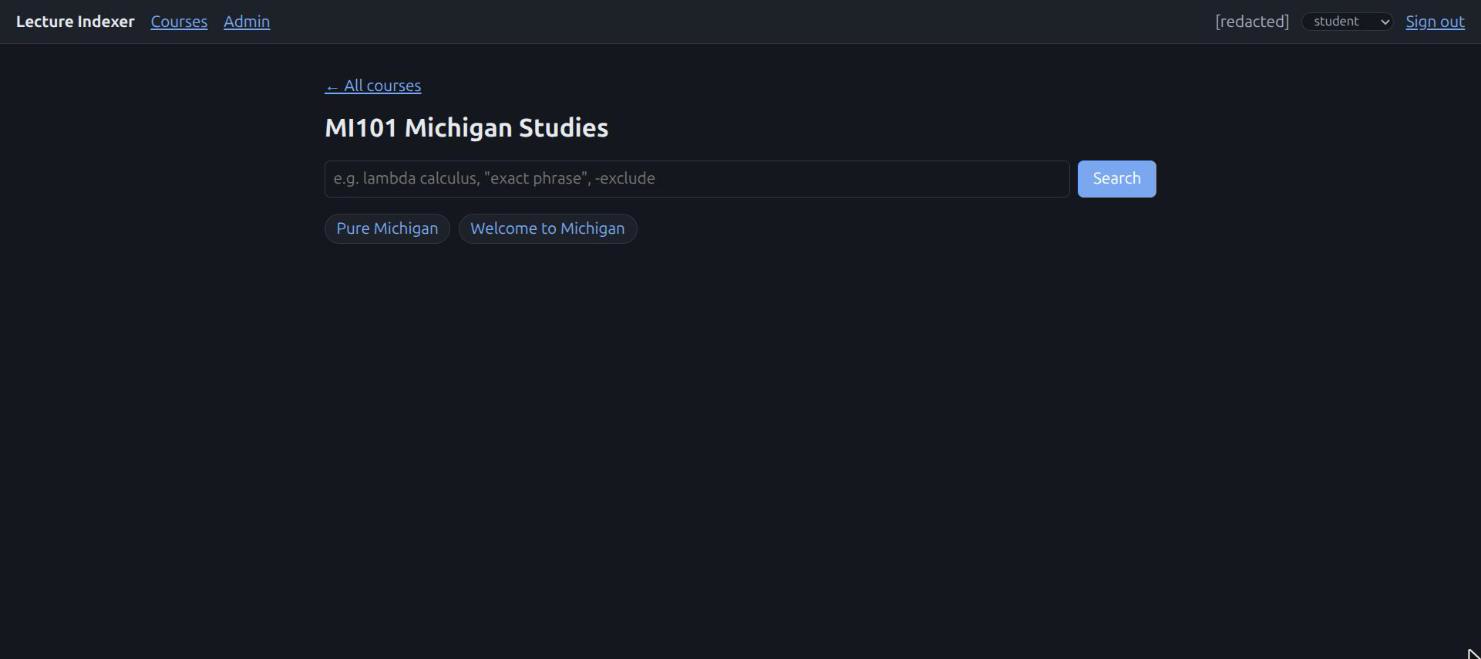 Lecture Indexer Courses Admin [redacted] student Sign out
← All courses
MI101 Michigan Studies
e.g. lambda calculus, "exact phrase", -exclude Search
Pure Michigan Welcome to Michigan